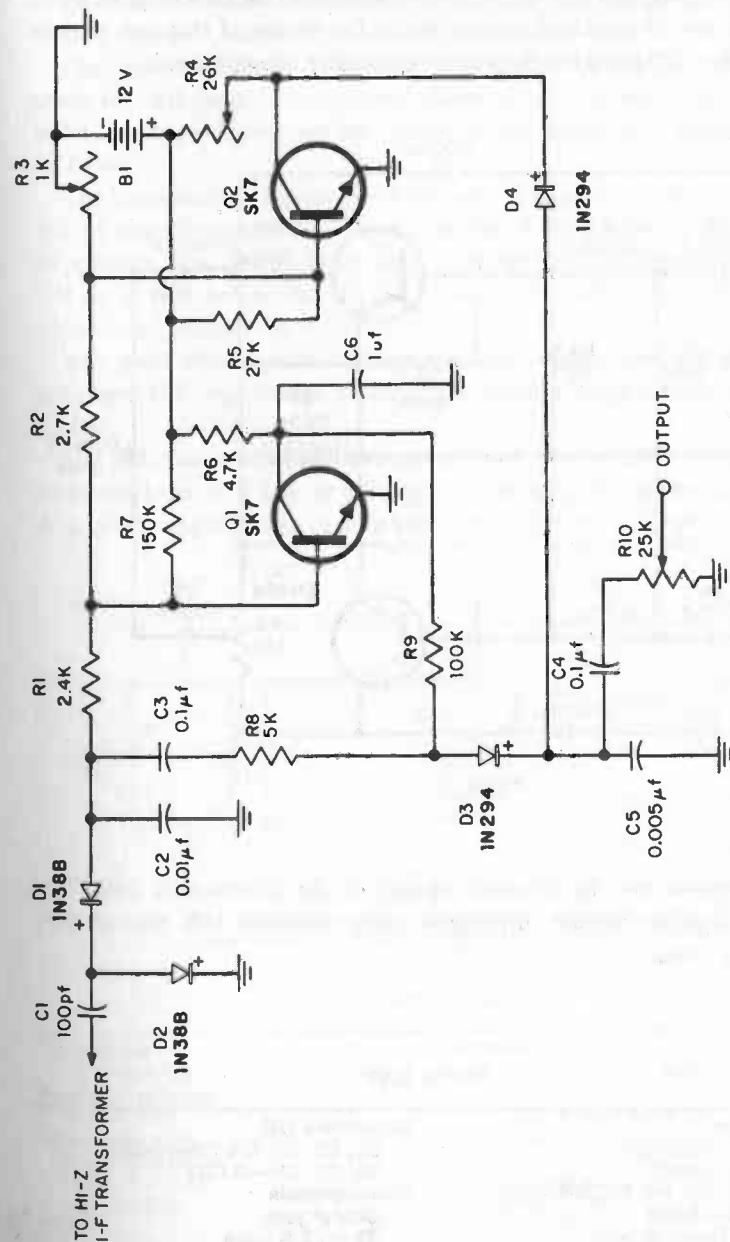 TO HI-Z
I-F TRANSFORMER
C1
100pf
D2
1N38B
+
D1
1N38B
+
C2
0.01µf
C3
0.1µf
R8
5K
R1
2.4K
D3
1N294
+
C5
0.005µf
C4
0.1µf
R10
25K
OUTPUT
R9
100K
R7
150K
Q1
SK7
R6
4.7K
C6
1uf
R2
2.7K
R5
27K
Q2
SK7
D4
1N294
+
R3
1K
B1
12 V
-
+
R4
26K